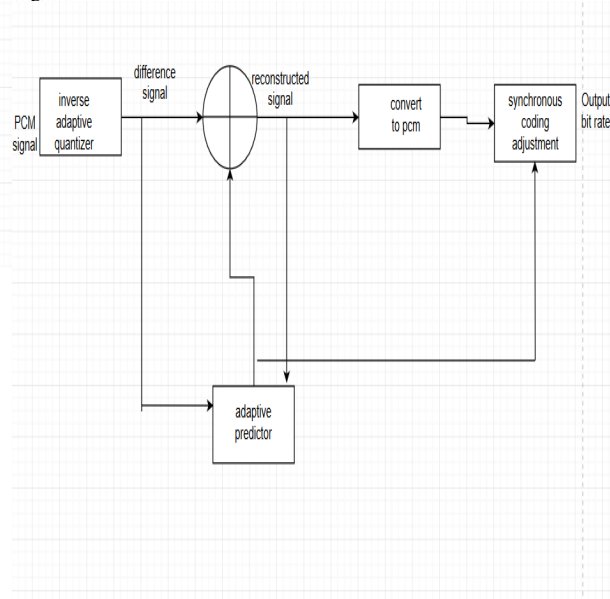 PCM
signal
inverse
adaptive
quantizer
difference
signal
reconstructed
signal
convert
to pcm
synchronous
coding
adjustment
Output
bit rate
adaptive
predictor